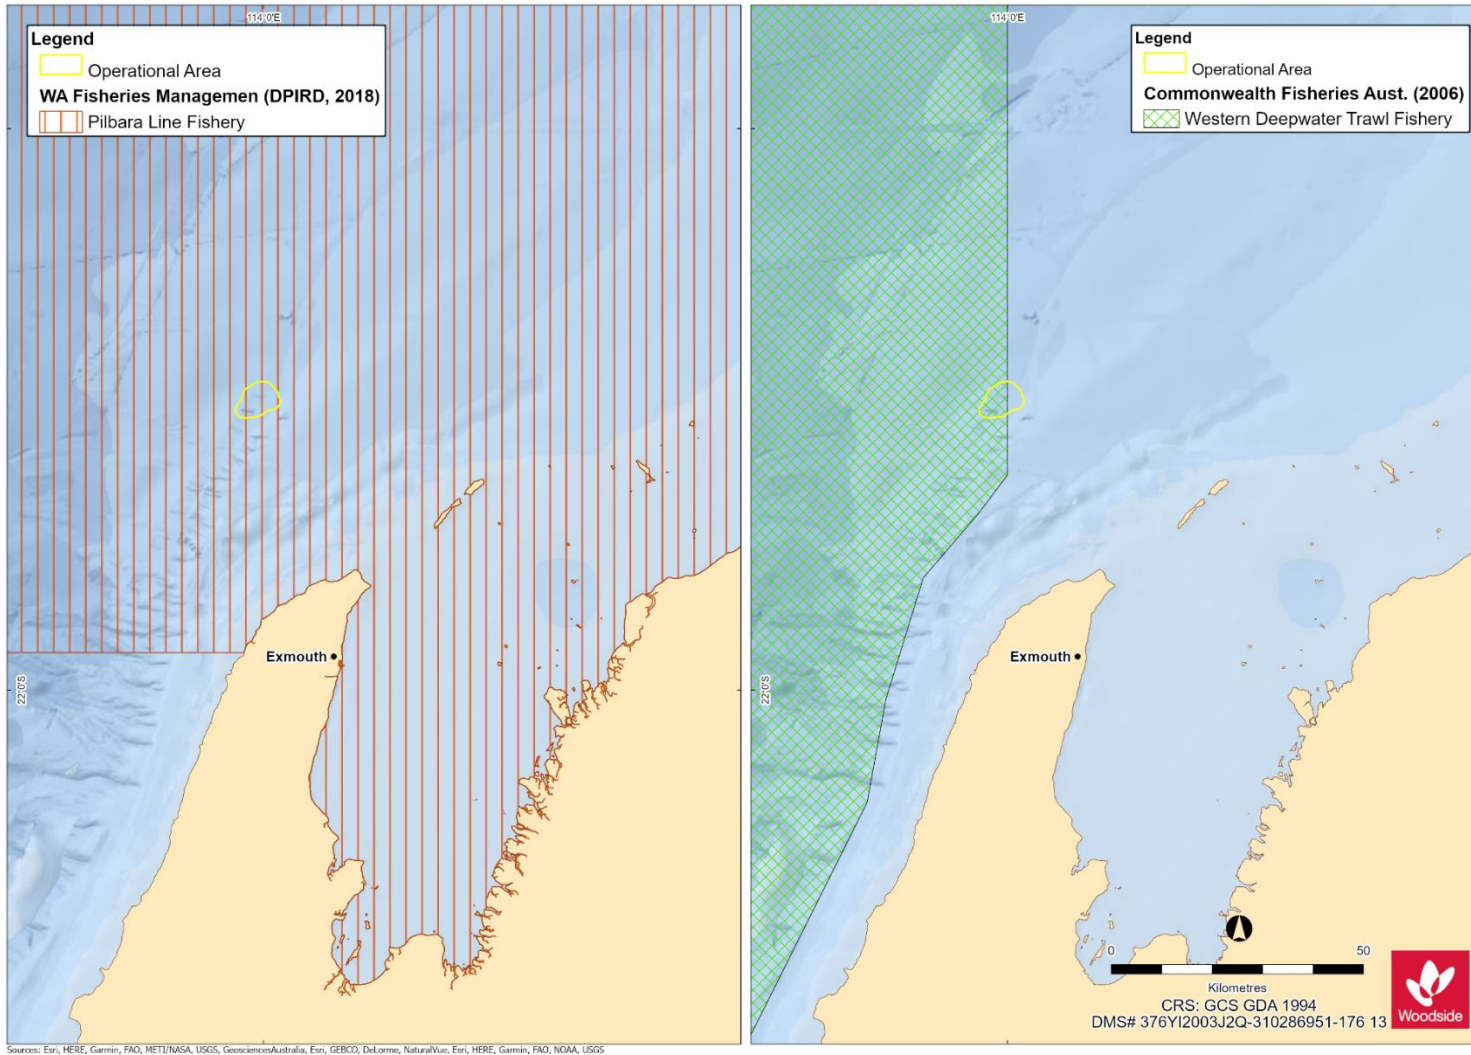 114°0'E
Legend
Operational Area
WA Fisheries Managemen (DPIRD, 2018)
Pilbara Line Fishery
Exmouth
22°0'S
114°0'E
Legend
Operational Area
Commonwealth Fisheries Aust. (2006)
Western Deepwater Trawl Fishery
Exmouth
22°0'S
0 50
Kilometres
CRS: GCS GDA 1994
DMS# 376YI2003J2Q-310286951-176 13
Woodside
Sources: Esri, HERE, Garmin, FAO, METI/NASA, USGS, GeosciencesAustralia, Esri, GEBCO, DeLorme, NaturalVue, Esri, HERE, Garmin, FAO, NOAA, USGS